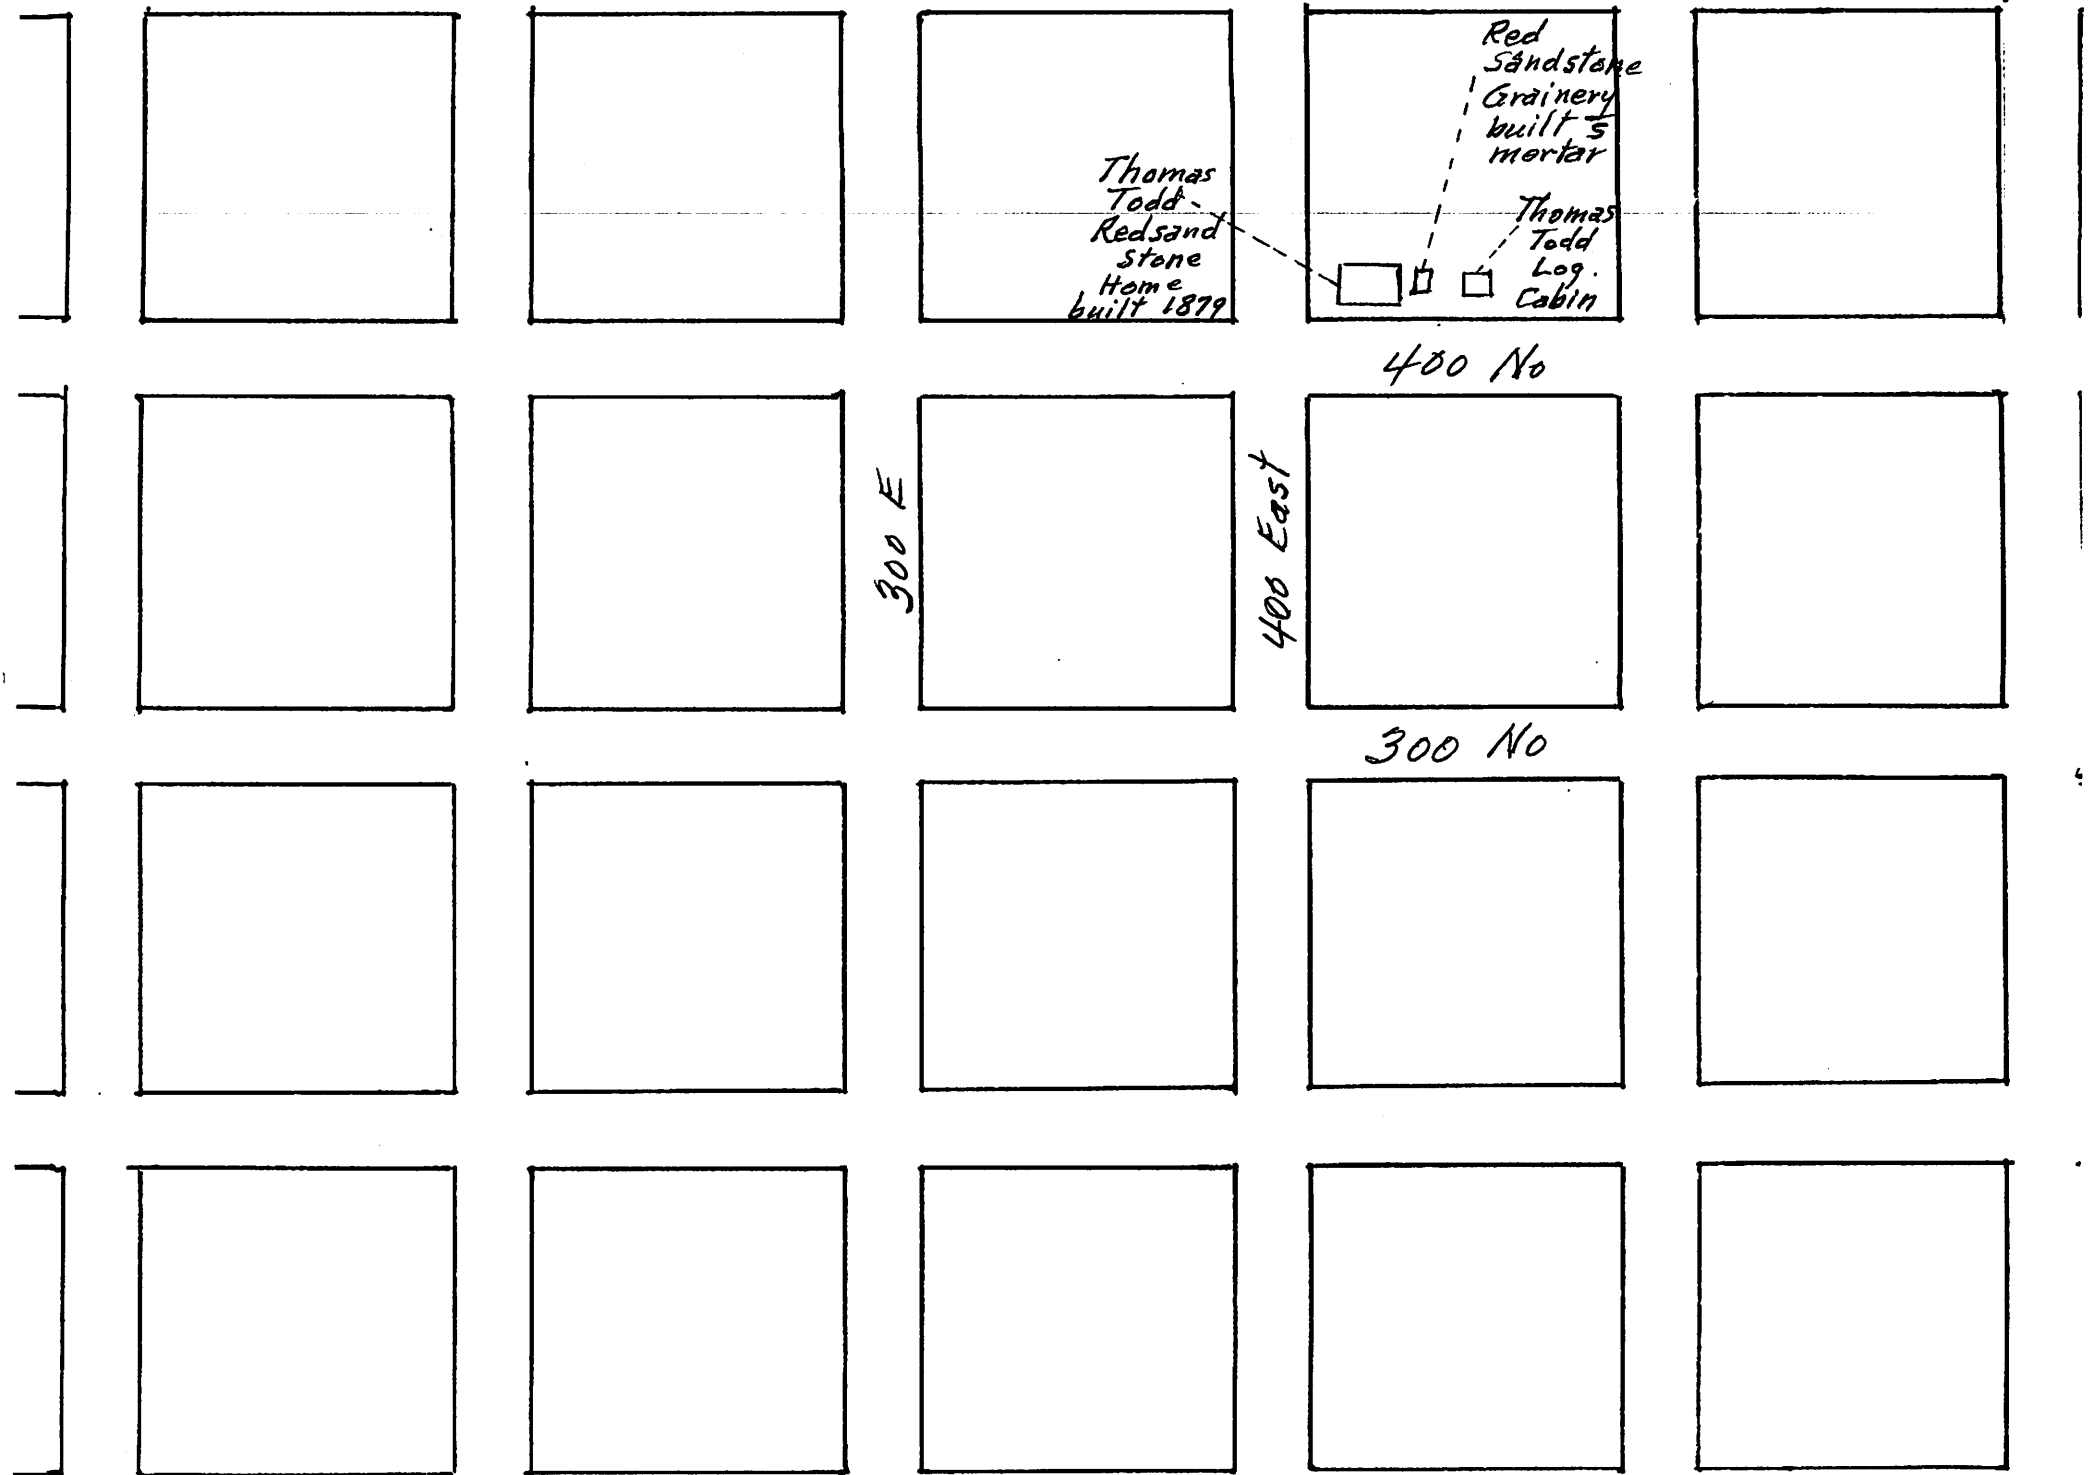 Red
Sandstone
Grainery
built s̄
mortar
Thomas
Todd
Redsand
stone
Home
built 1879
Thomas
Todd
Log.
Cabin
400 No
300 E
400 East
300 No